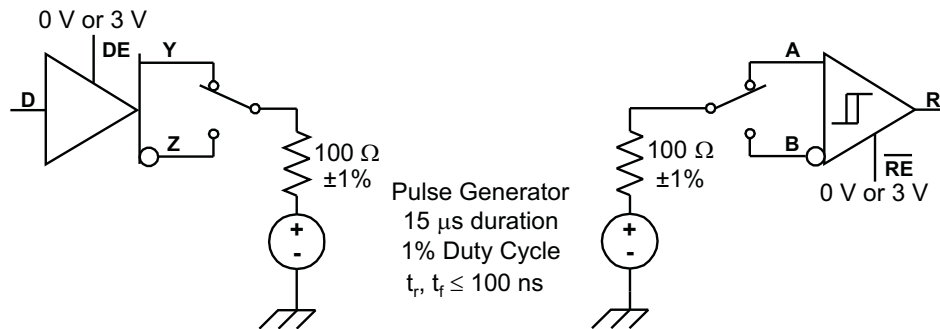 0 V or 3 V
DE
Y
D
Z
100 Ω
±1%
+
-
Pulse Generator
15 μs duration
1% Duty Cycle
tr, tf ≤ 100 ns
A
B
R
100 Ω
±1%
+
-
RE
0 V or 3 V